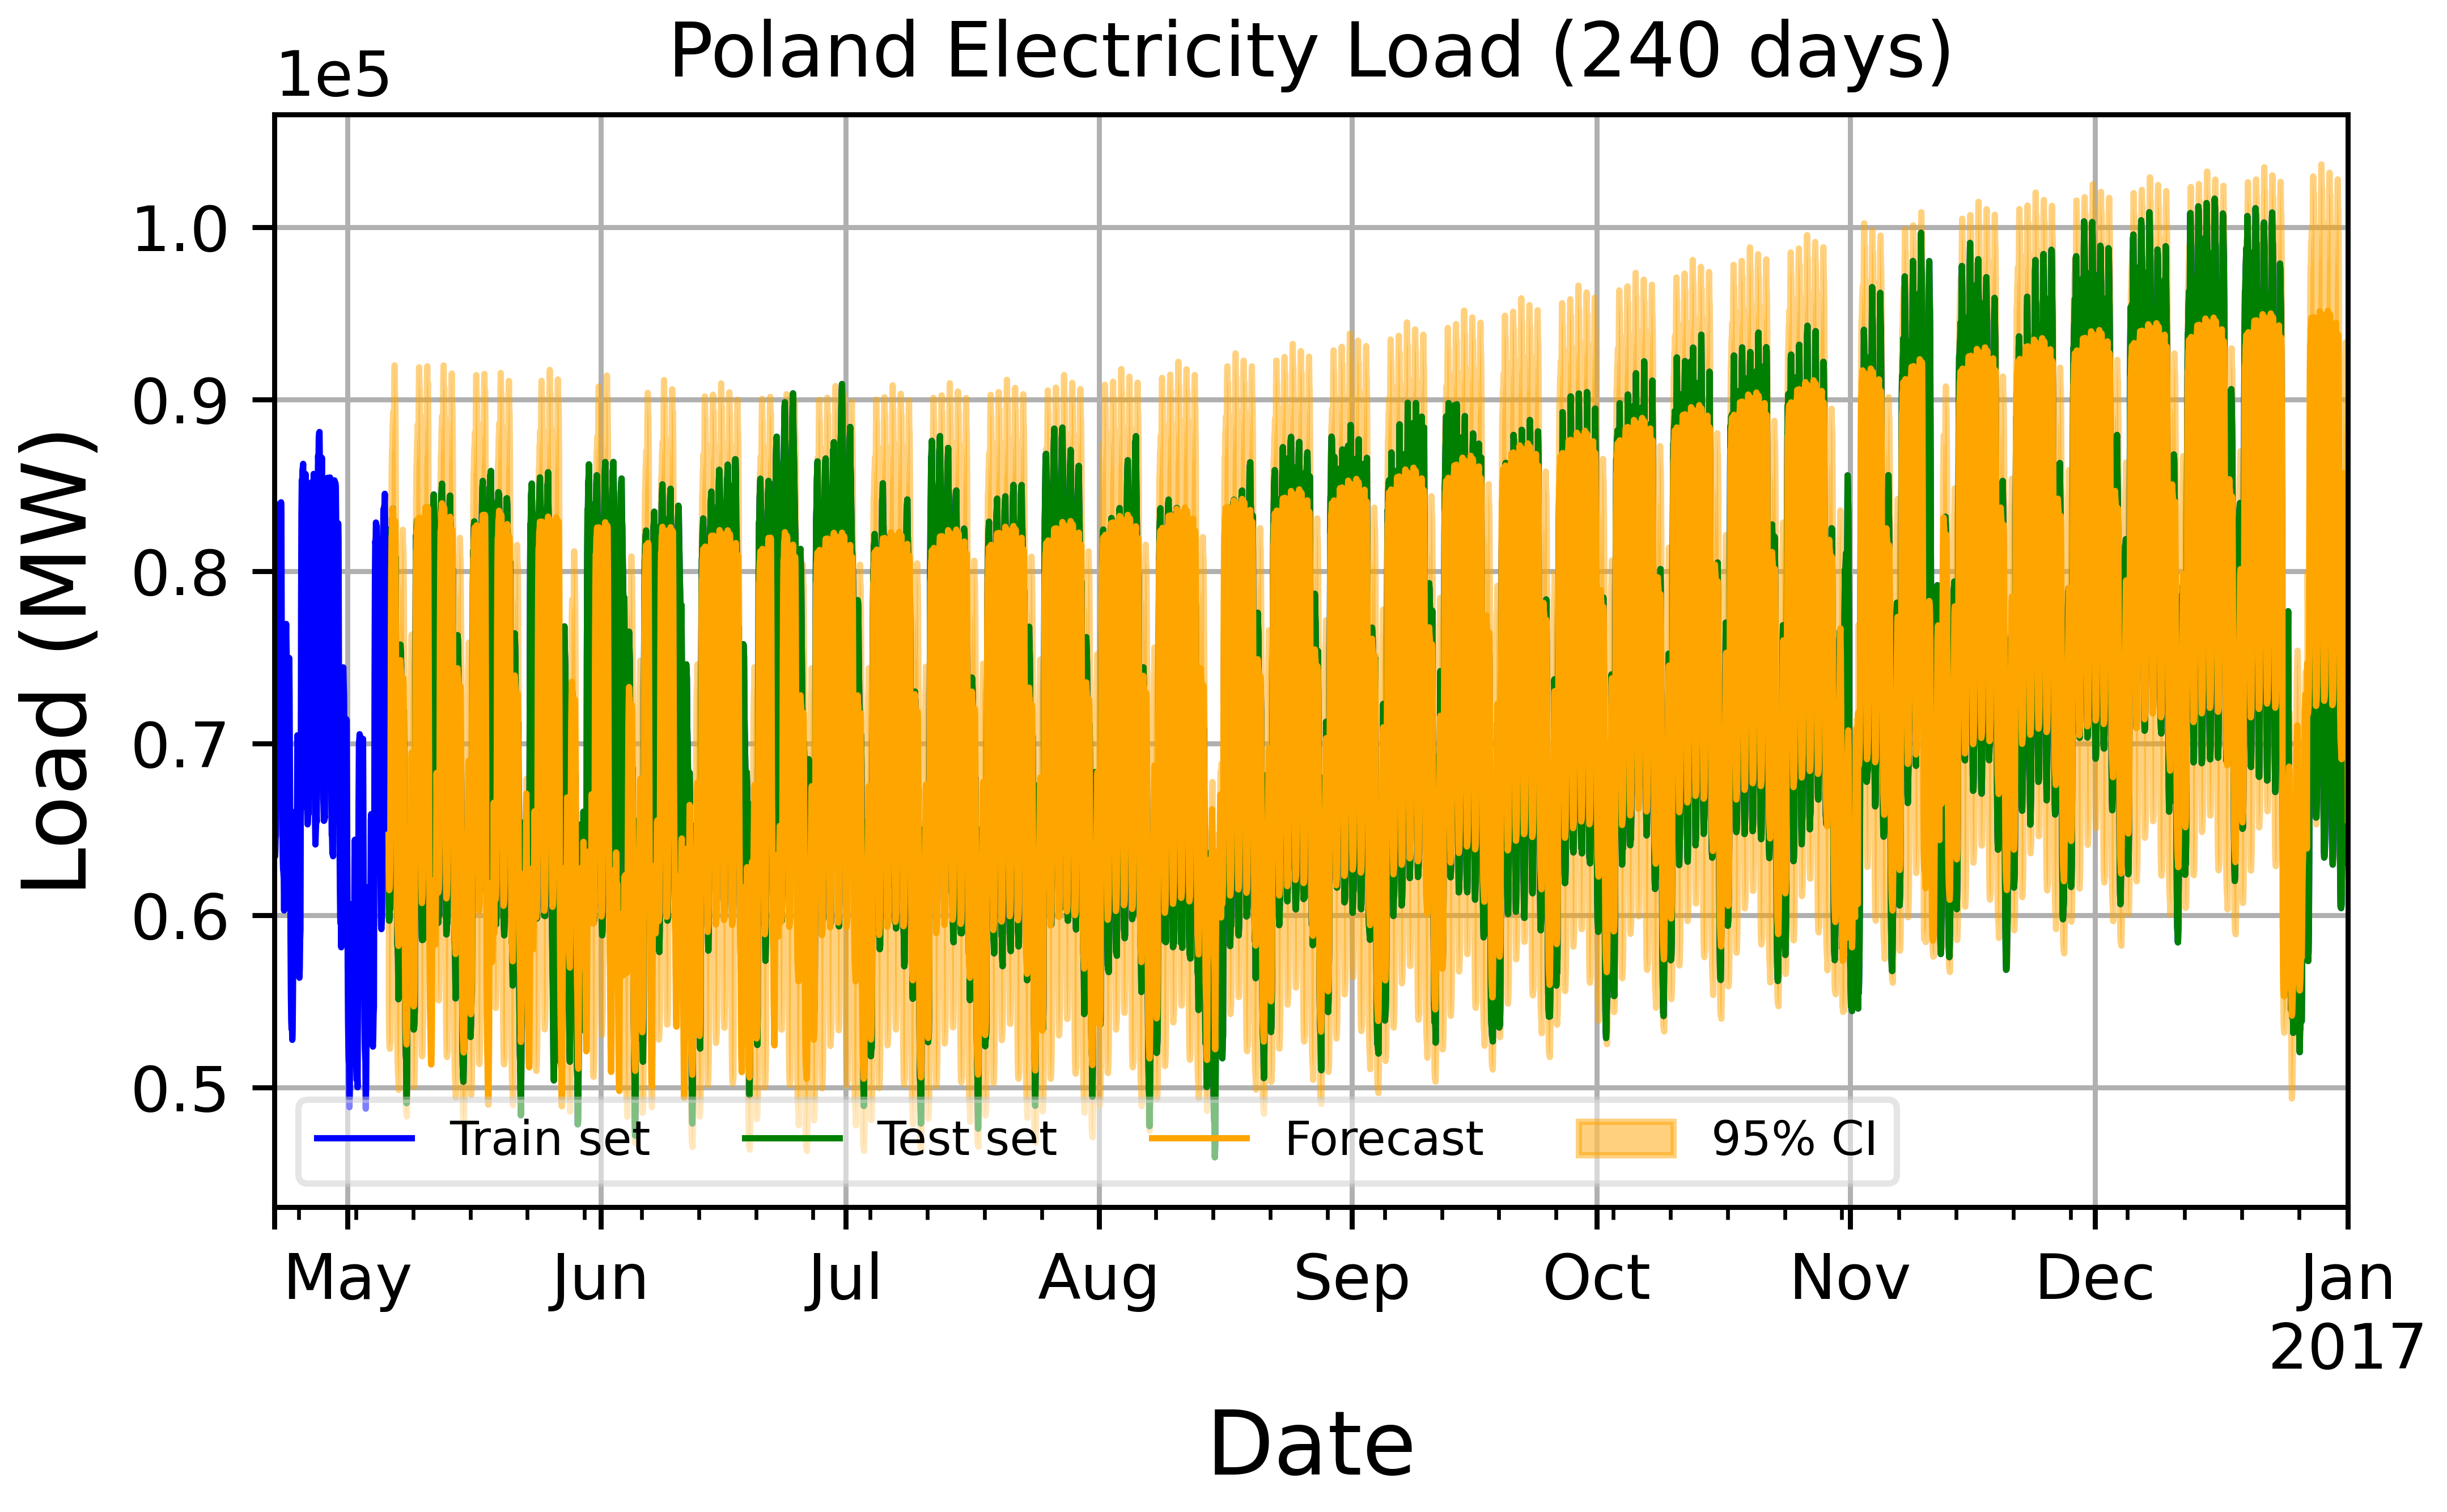 Poland Electricity Load (240 days)
1e5
1.0
0.9
0.8
0.7
0.6
0.5
Load (MW)
Train set
Test set
Forecast
95% CI
May
Jun
Jul
Aug
Sep
Oct
Nov
Dec
Jan
2017
Date